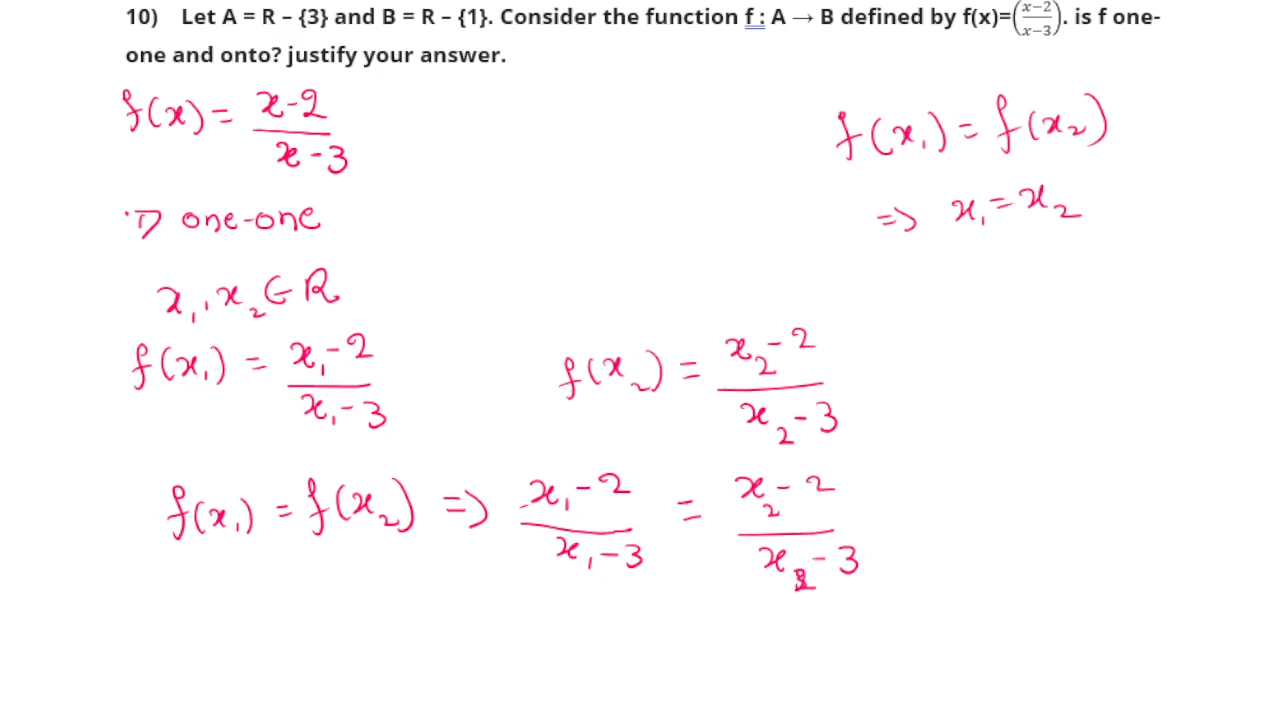 10) Let A = R – {3} and B = R – {1}. Consider the function f : A → B defined by f(x)=((x−2)/(x−3)). is f one-
one and onto? justify your answer.
f(x) = (x-2)/(x-3)
f(x₁) = f(x₂)
⇒ x₁ = x₂
i) one-one
x₁, x₂ ∈ R
f(x₁) = (x₁-2)/(x₁-3)
f(x₂) = (x₂-2)/(x₂-3)
f(x₁) = f(x₂) ⇒ (x₁-2)/(x₁-3) = (x₂-2)/(x₂-3)